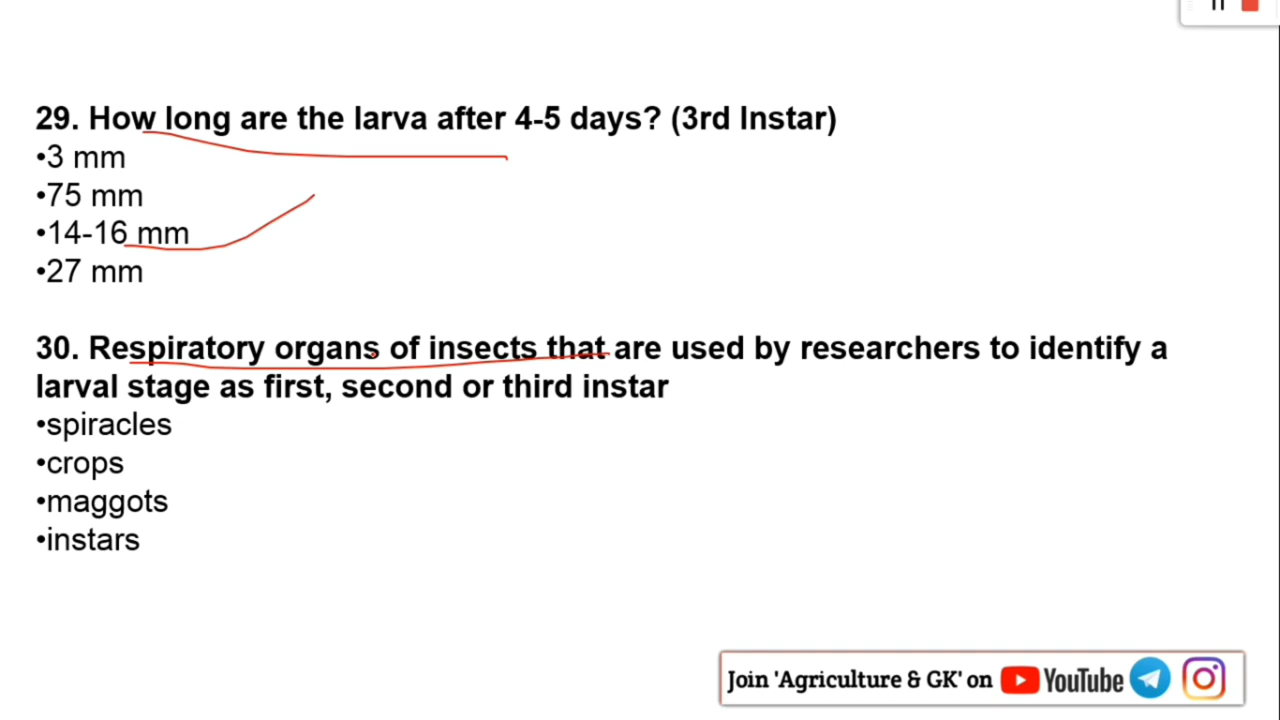 29. How long are the larva after 4-5 days? (3rd Instar)
•3 mm
•75 mm
•14-16 mm
•27 mm
30. Respiratory organs of insects that are used by researchers to identify a
larval stage as first, second or third instar
•spiracles
•crops
•maggots
•instars
Join 'Agriculture & GK' on YouTube